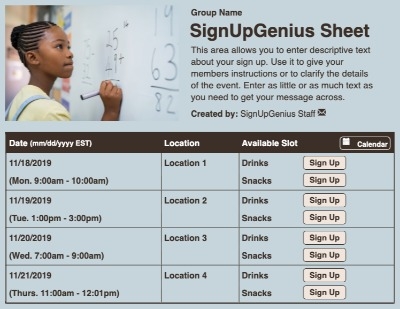 Group Name
SignUpGenius Sheet
This area allows you to enter descriptive text
about your sign up. Use it to give your
members instructions or to clarify the details
of the event. Enter as little or as much text as
you need to get your message across.
Created by: SignUpGenius Staff
19
63
82
Date (mm/dd/yyyy EST) Location Available Slot Calendar
11/18/2019 Location 1 Drinks Sign Up
(Mon. 9:00am - 10:00am) Snacks Sign Up
11/19/2019 Location 2 Drinks Sign Up
(Tue. 1:00pm - 3:00pm) Snacks Sign Up
11/20/2019 Location 3 Drinks Sign Up
(Wed. 7:00am - 9:00am) Snacks Sign Up
11/21/2019 Location 4 Drinks Sign Up
(Thurs. 11:00am - 12:01pm) Snacks Sign Up